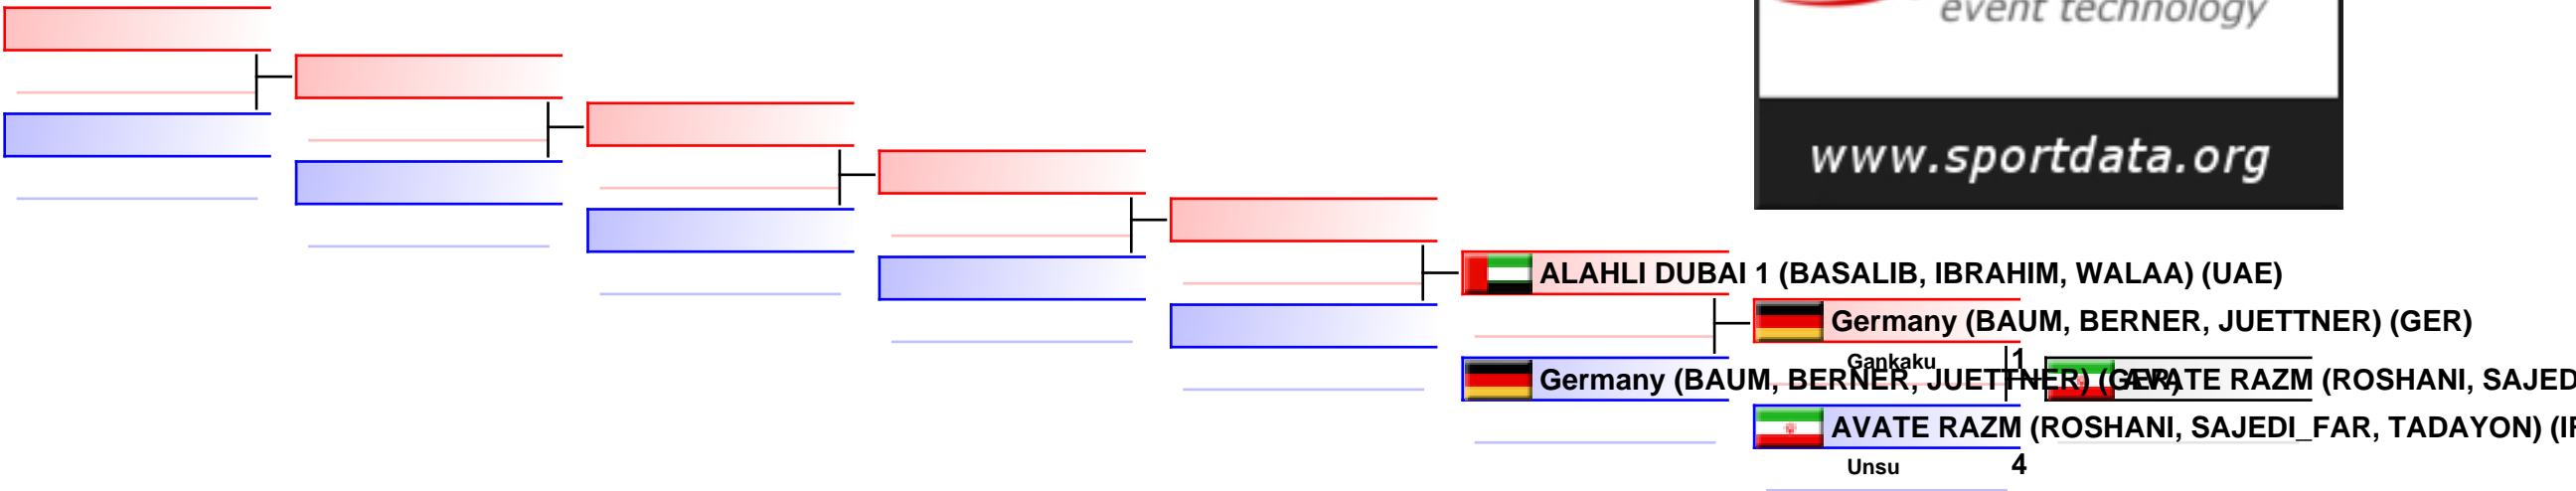 event technology
www.sportdata.org
ALAHLI DUBAI 1 (BASALIB, IBRAHIM, WALAA) (UAE)
Germany (BAUM, BERNER, JUETTNER) (GER)
Gankaku
1
Germany (BAUM, BERNER, JUETTNER) (GER)
AVATE RAZM (ROSHANI, SAJED
AVATE RAZM (ROSHANI, SAJEDI_FAR, TADAYON) (IR
Unsu
4